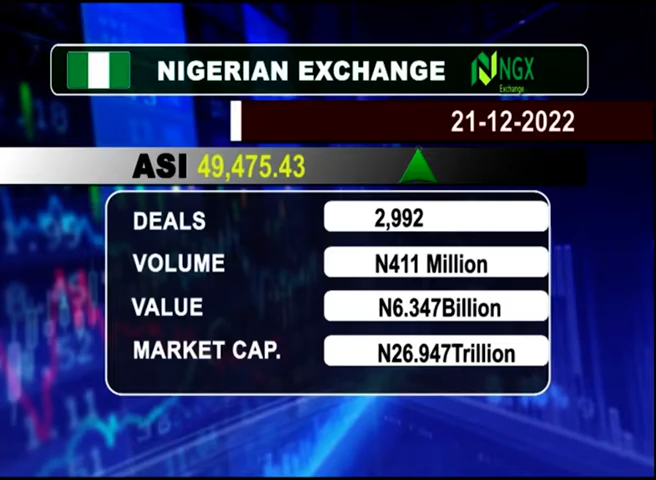 NIGERIAN EXCHANGE
NGX
Exchange
21-12-2022
ASI 49,475.43
DEALS 2,992
VOLUME N411 Million
VALUE N6.347Billion
MARKET CAP. N26.947Trillion